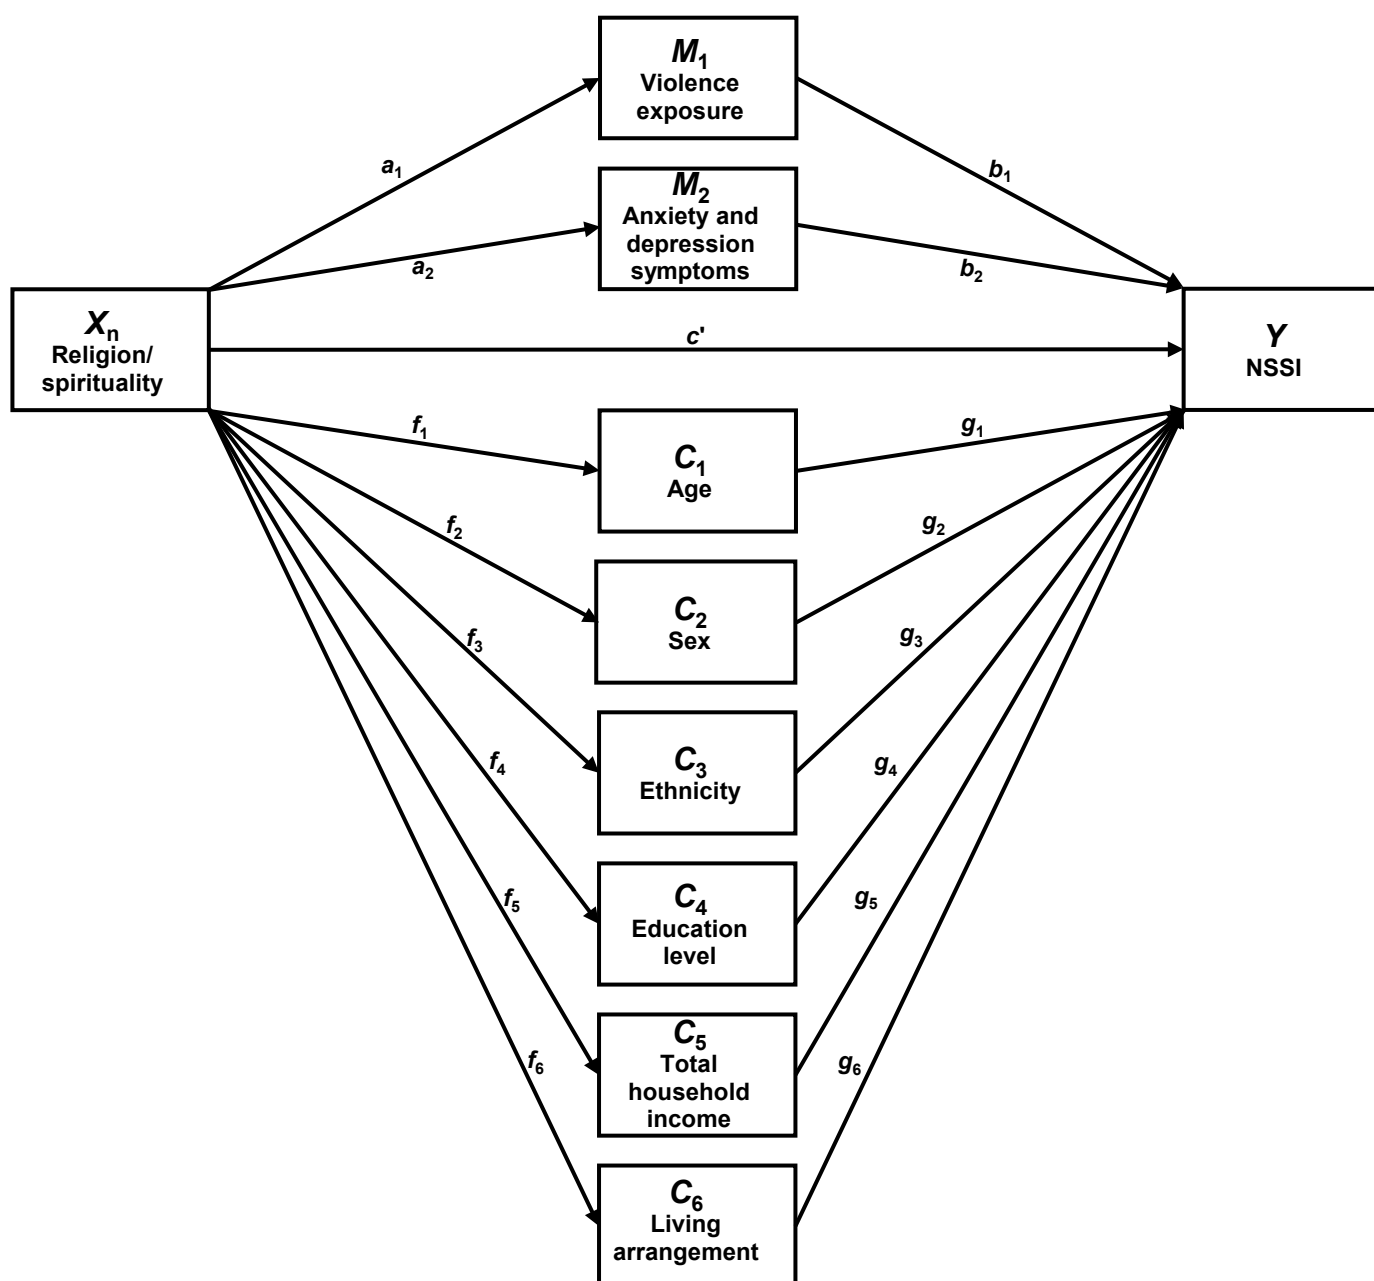 M1
Violence
exposure
a1
b1
M2
Anxiety and
depression
symptoms
a2
b2
Xn
Religion/
spirituality
c'
Y
NSSI
f1
g1
C1
Age
f2
g2
C2
Sex
f3
g3
C3
Ethnicity
f4
g4
C4
Education
level
f5
g5
C5
Total
household
income
f6
g6
C6
Living
arrangement